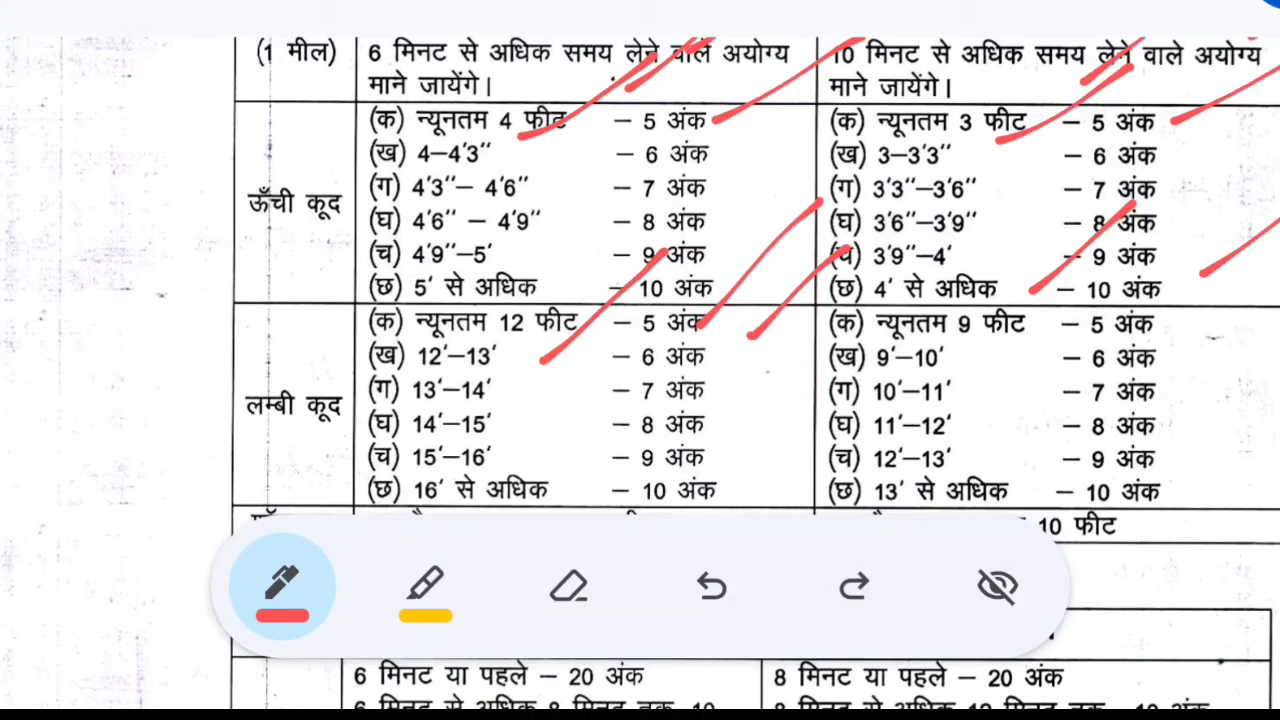 (1 मील) 6 मिनट से अधिक समय लेने वाले अयोग्य 10 मिनट से अधिक समय लेने वाले अयोग्य
माने जायेंगे। माने जायेंगे।
(क) न्यूनतम 4 फीट – 5 अंक (क) न्यूनतम 3 फीट – 5 अंक
(ख) 4–4'3'' – 6 अंक (ख) 3–3'3'' – 6 अंक
(ग) 4'3''– 4'6'' – 7 अंक (ग) 3'3''–3'6'' – 7 अंक
ऊँची कूद
(घ) 4'6'' – 4'9'' – 8 अंक (घ) 3'6''–3'9'' – 8 अंक
(च) 4'9''–5' – 9 अंक (च) 3'9''–4' – 9 अंक
(छ) 5' से अधिक – 10 अंक (छ) 4' से अधिक – 10 अंक
(क) न्यूनतम 12 फीट – 5 अंक (क) न्यूनतम 9 फीट – 5 अंक
(ख) 12'–13' – 6 अंक (ख) 9'–10' – 6 अंक
(ग) 13'–14' – 7 अंक (ग) 10'–11' – 7 अंक
लम्बी कूद
(घ) 14'–15' – 8 अंक (घ) 11'–12' – 8 अंक
(च) 15'–16' – 9 अंक (च) 12'–13' – 9 अंक
(छ) 16' से अधिक – 10 अंक (छ) 13' से अधिक – 10 अंक
10 फीट
6 मिनट या पहले – 20 अंक 8 मिनट या पहले – 20 अंक